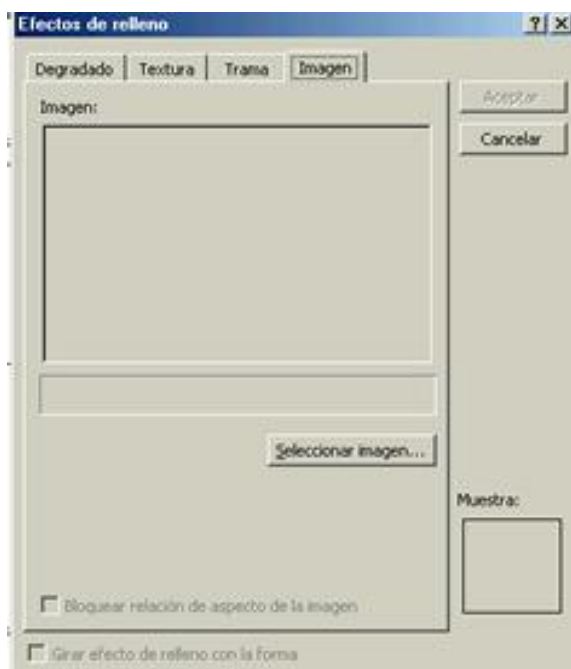 Efectos de relleno
Degradado Textura Trama Imagen
Aceptar
Imagen:
Cancelar
Seleccionar imagen...
Muestra:
Bloquear relación de aspecto de la imagen
Girar efecto de relleno con la forma